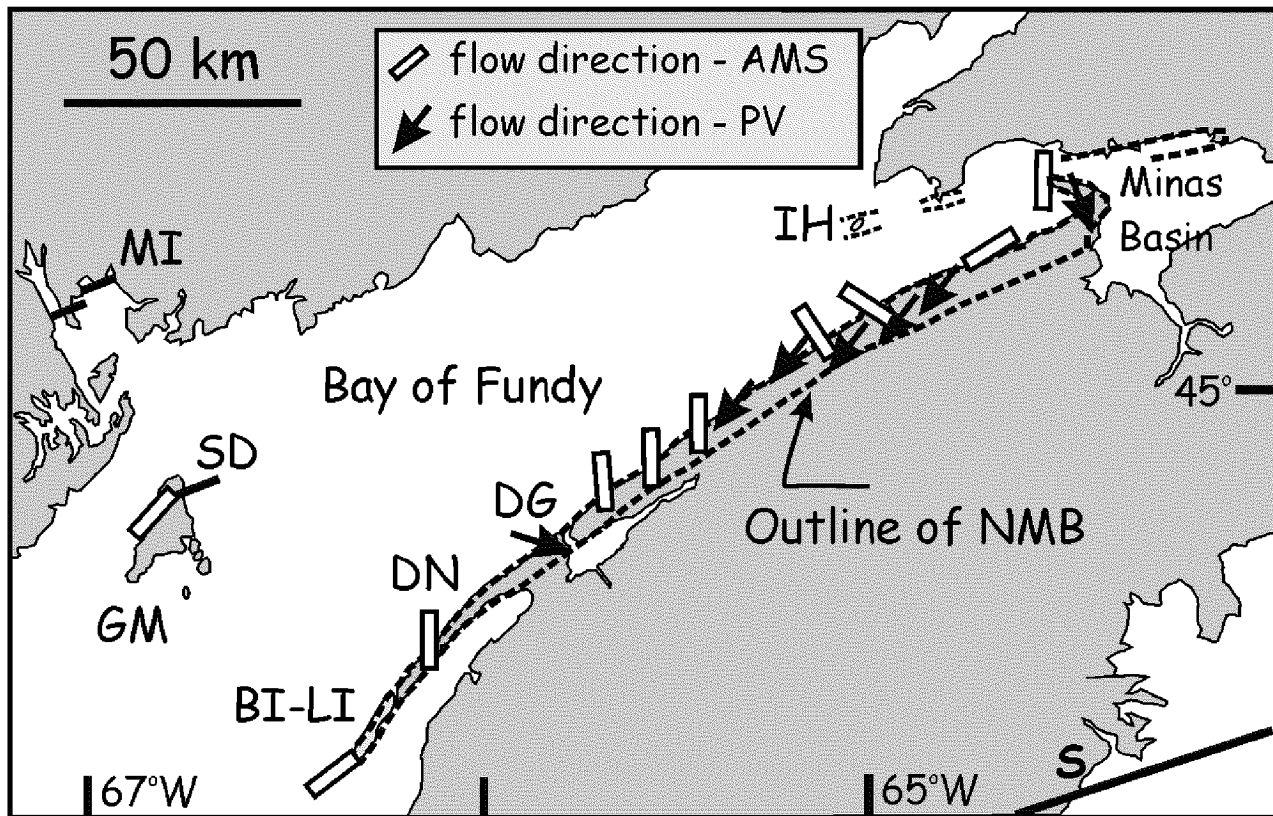 50 km
flow direction - AMS
flow direction - PV
Minas
Basin
IH
MI
Bay of Fundy
45°
SD
DG
Outline of NMB
DN
GM
BI-LI
S
67°W
65°W